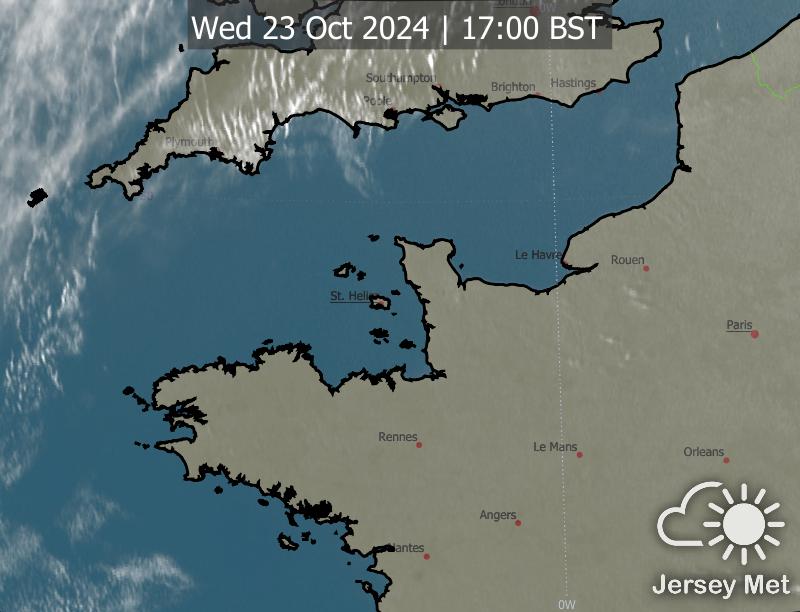 Wed 23 Oct 2024 | 17:00 BST
Southampton
Brighton
Hastings
Poole
Plymouth
Le Havre
Rouen
St. Helier
Paris
Rennes
Le Mans
Orleans
Angers
Nantes
Jersey Met
0W